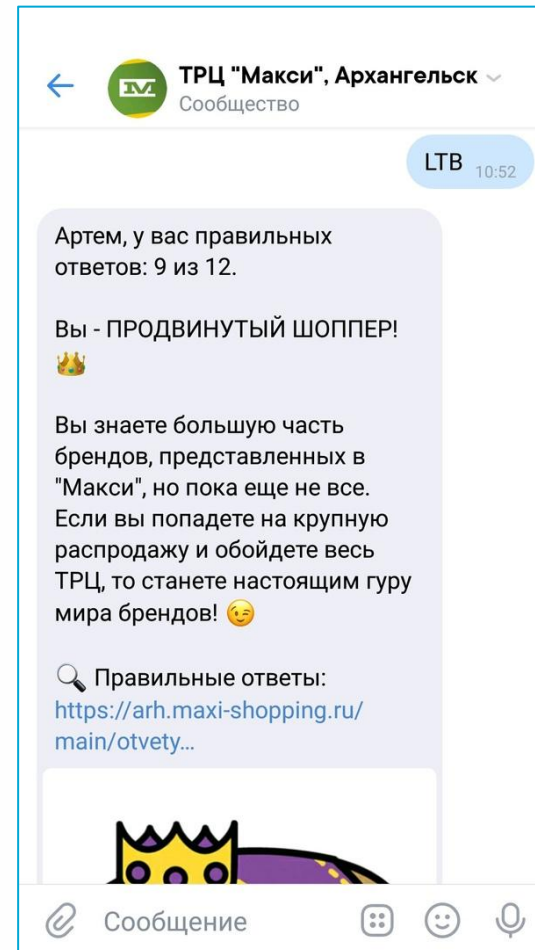 ТРЦ "Макси", Архангельск
Сообщество
LTB 10:52
Артем, у вас правильных
ответов: 9 из 12.
Вы - ПРОДВИНУТЫЙ ШОППЕР!
👑
Вы знаете большую часть
брендов, представленных в
"Макси", но пока еще не все.
Если вы попадете на крупную
распродажу и обойдете весь
ТРЦ, то станете настоящим гуру
мира брендов! 😉
🔍 Правильные ответы:
https://arh.maxi-shopping.ru/
main/otvety...
Сообщение